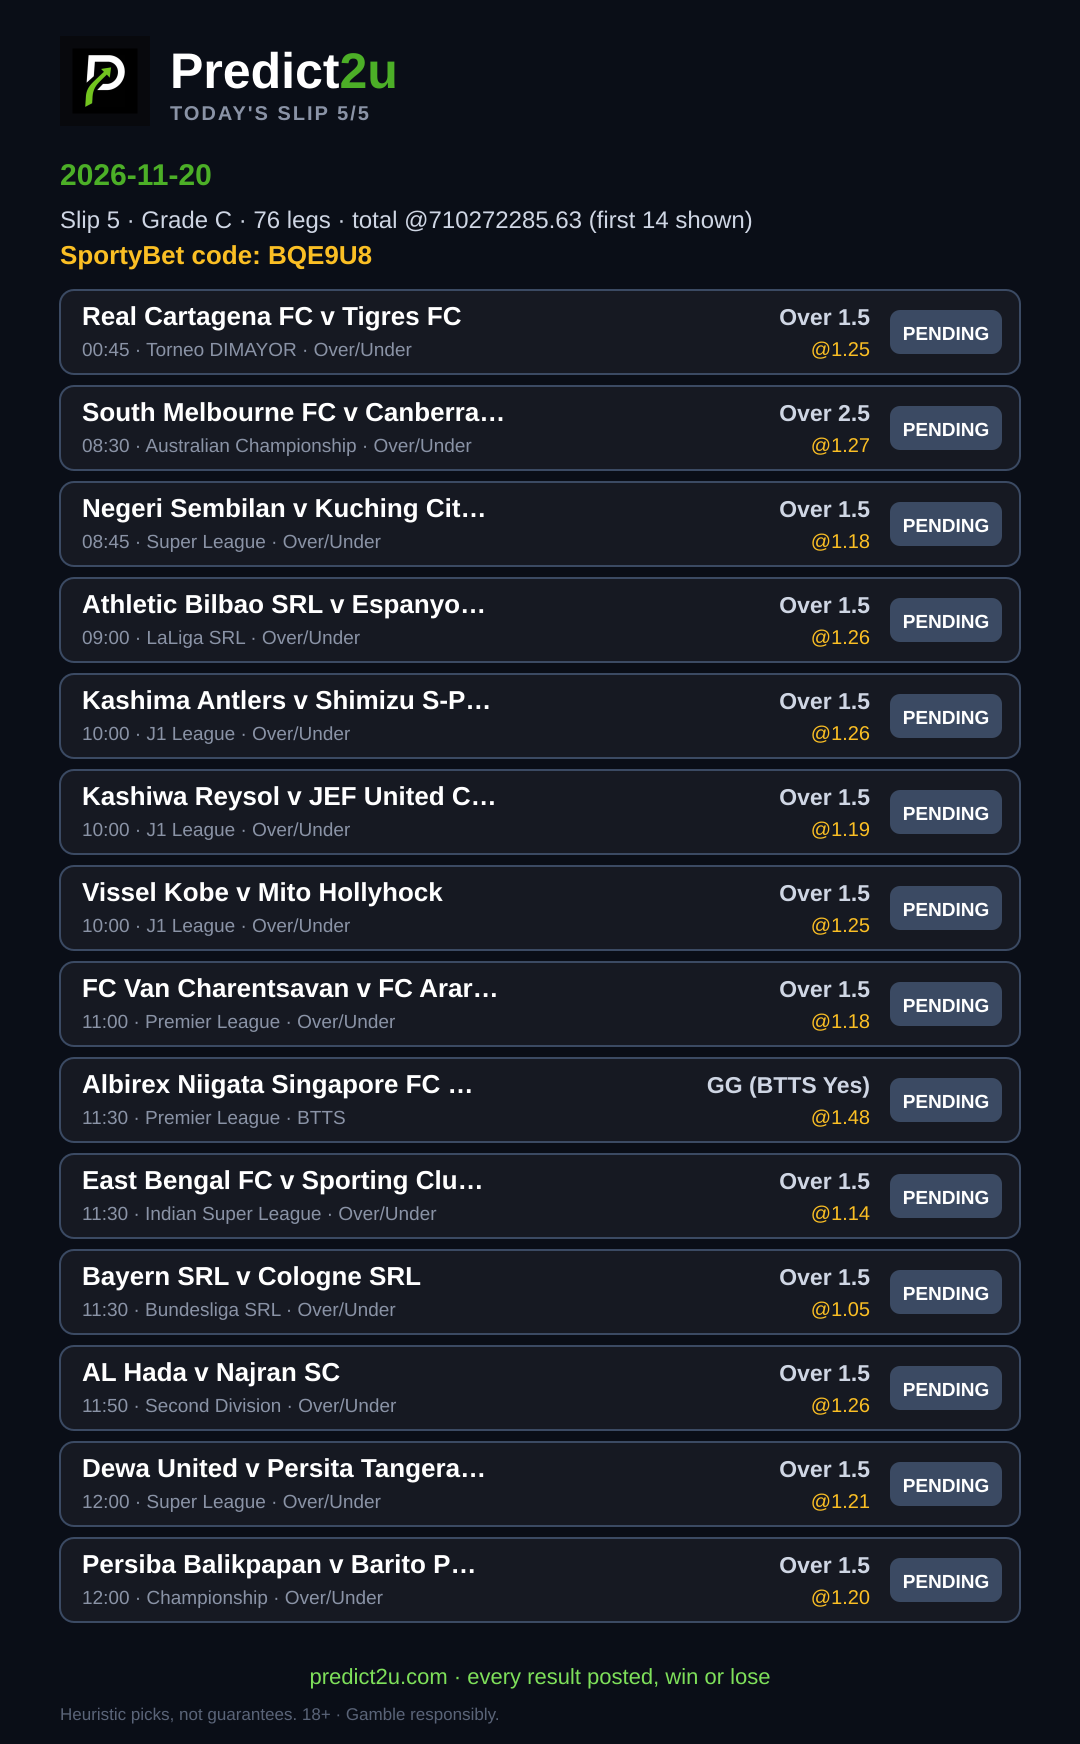 Predict2u
TODAY'S SLIP 5/5
2026-11-20
Slip 5 · Grade C · 76 legs · total @710272285.63 (first 14 shown)
SportyBet code: BQE9U8
Real Cartagena FC v Tigres FC
Over 1.5
PENDING
00:45 · Torneo DIMAYOR · Over/Under
@1.25
South Melbourne FC v Canberra…
Over 2.5
PENDING
08:30 · Australian Championship · Over/Under
@1.27
Negeri Sembilan v Kuching Cit…
Over 1.5
PENDING
08:45 · Super League · Over/Under
@1.18
Athletic Bilbao SRL v Espanyo…
Over 1.5
PENDING
09:00 · LaLiga SRL · Over/Under
@1.26
Kashima Antlers v Shimizu S-P…
Over 1.5
PENDING
10:00 · J1 League · Over/Under
@1.26
Kashiwa Reysol v JEF United C…
Over 1.5
PENDING
10:00 · J1 League · Over/Under
@1.19
Vissel Kobe v Mito Hollyhock
Over 1.5
PENDING
10:00 · J1 League · Over/Under
@1.25
FC Van Charentsavan v FC Arar…
Over 1.5
PENDING
11:00 · Premier League · Over/Under
@1.18
Albirex Niigata Singapore FC …
GG (BTTS Yes)
PENDING
11:30 · Premier League · BTTS
@1.48
East Bengal FC v Sporting Clu…
Over 1.5
PENDING
11:30 · Indian Super League · Over/Under
@1.14
Bayern SRL v Cologne SRL
Over 1.5
PENDING
11:30 · Bundesliga SRL · Over/Under
@1.05
AL Hada v Najran SC
Over 1.5
PENDING
11:50 · Second Division · Over/Under
@1.26
Dewa United v Persita Tangera…
Over 1.5
PENDING
12:00 · Super League · Over/Under
@1.21
Persiba Balikpapan v Barito P…
Over 1.5
PENDING
12:00 · Championship · Over/Under
@1.20
predict2u.com · every result posted, win or lose
Heuristic picks, not guarantees. 18+ · Gamble responsibly.